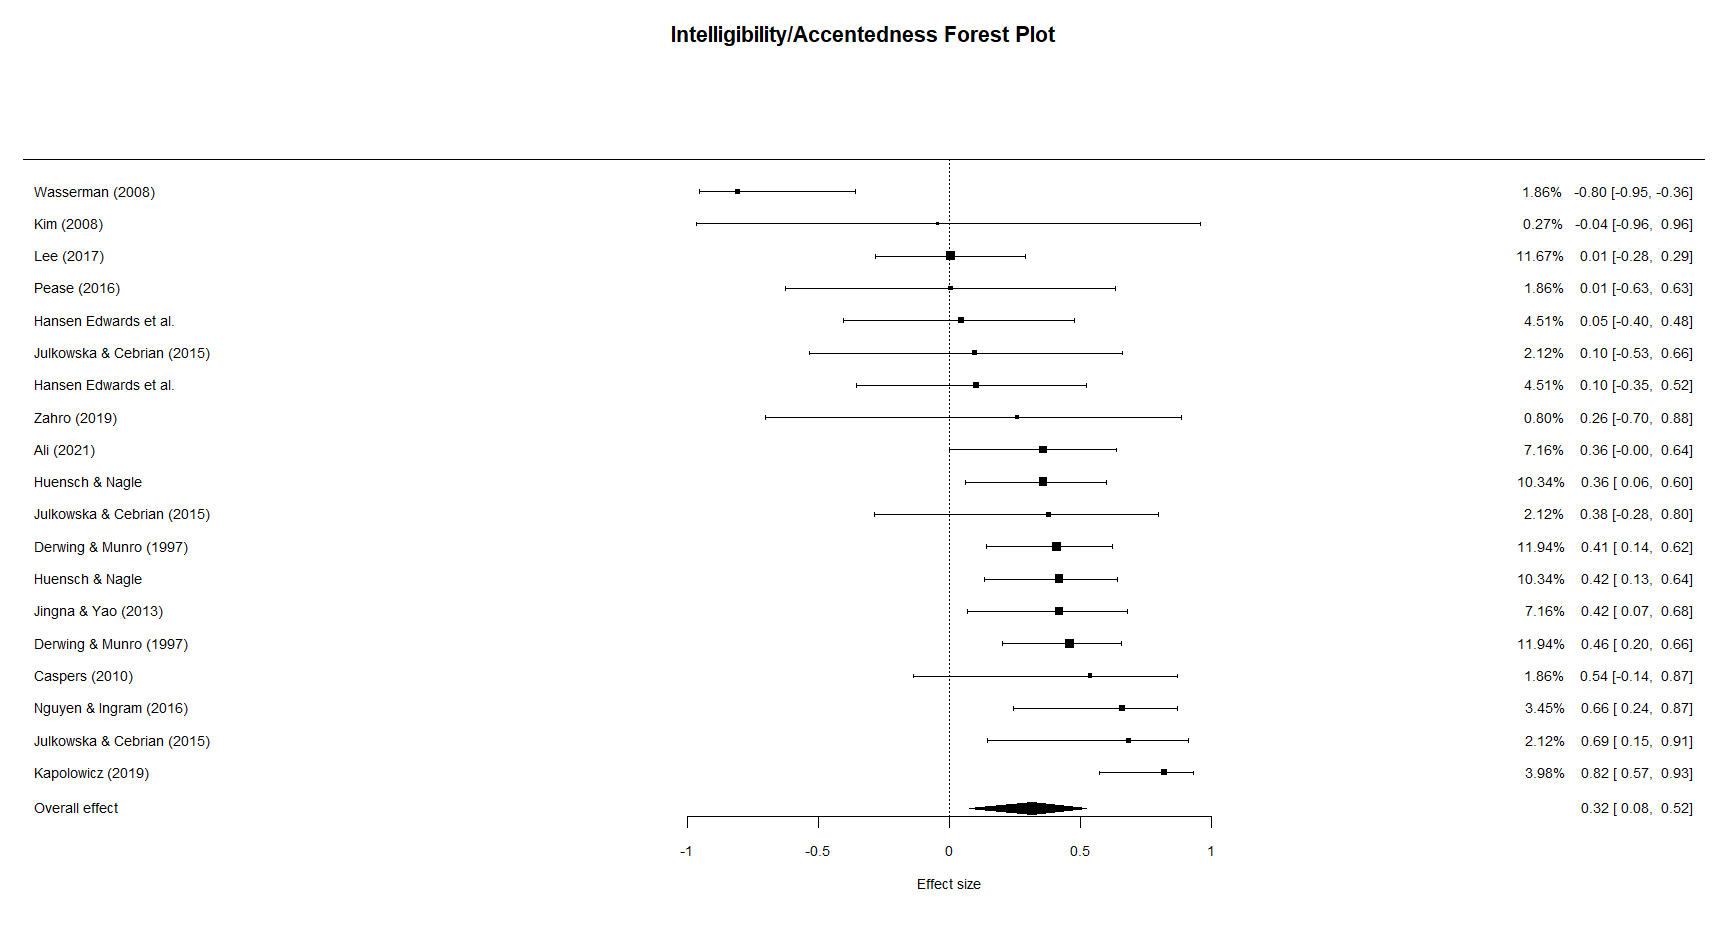 Intelligibility/Accentedness Forest Plot
Wasserman (2008) 1.86% -0.80 [-0.95, -0.36]
Kim (2008) 0.27% -0.04 [-0.96, 0.96]
Lee (2017) 11.67% 0.01 [-0.28, 0.29]
Pease (2016) 1.86% 0.01 [-0.63, 0.63]
Hansen Edwards et al. 4.51% 0.05 [-0.40, 0.48]
Julkowska & Cebrian (2015) 2.12% 0.10 [-0.53, 0.66]
Hansen Edwards et al. 4.51% 0.10 [-0.35, 0.52]
Zahro (2019) 0.80% 0.26 [-0.70, 0.88]
Ali (2021) 7.16% 0.36 [-0.00, 0.64]
Huensch & Nagle 10.34% 0.36 [ 0.06, 0.60]
Julkowska & Cebrian (2015) 2.12% 0.38 [-0.28, 0.80]
Derwing & Munro (1997) 11.94% 0.41 [ 0.14, 0.62]
Huensch & Nagle 10.34% 0.42 [ 0.13, 0.64]
Jingna & Yao (2013) 7.16% 0.42 [ 0.07, 0.68]
Derwing & Munro (1997) 11.94% 0.46 [ 0.20, 0.66]
Caspers (2010) 1.86% 0.54 [-0.14, 0.87]
Nguyen & Ingram (2016) 3.45% 0.66 [ 0.24, 0.87]
Julkowska & Cebrian (2015) 2.12% 0.69 [ 0.15, 0.91]
Kapolowicz (2019) 3.98% 0.82 [ 0.57, 0.93]
Overall effect 0.32 [ 0.08, 0.52]
-1 -0.5 0 0.5 1
Effect size